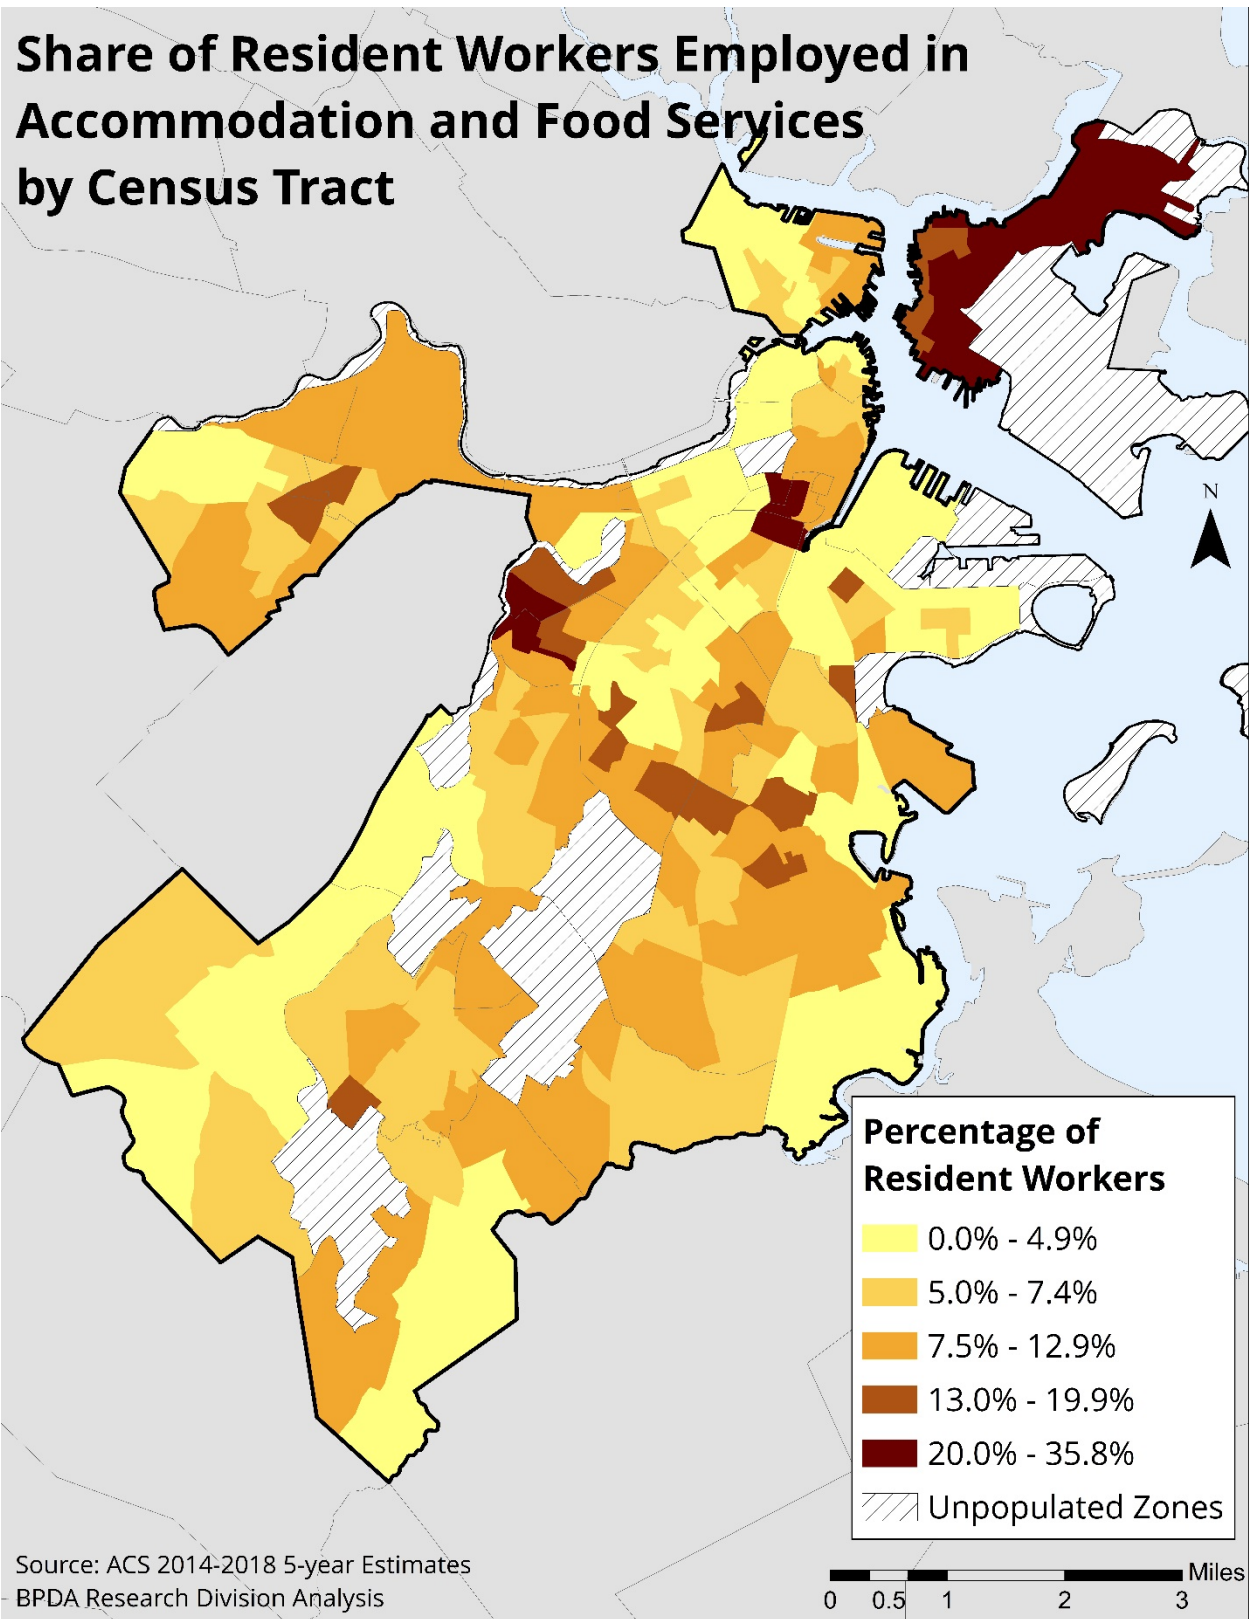 Share of Resident Workers Employed in
Accommodation and Food Services
by Census Tract
N
Percentage of
Resident Workers
0.0% - 4.9%
5.0% - 7.4%
7.5% - 12.9%
13.0% - 19.9%
20.0% - 35.8%
Unpopulated Zones
Source: ACS 2014-2018 5-year Estimates
BPDA Research Division Analysis
Miles
0 0.5 1 2 3